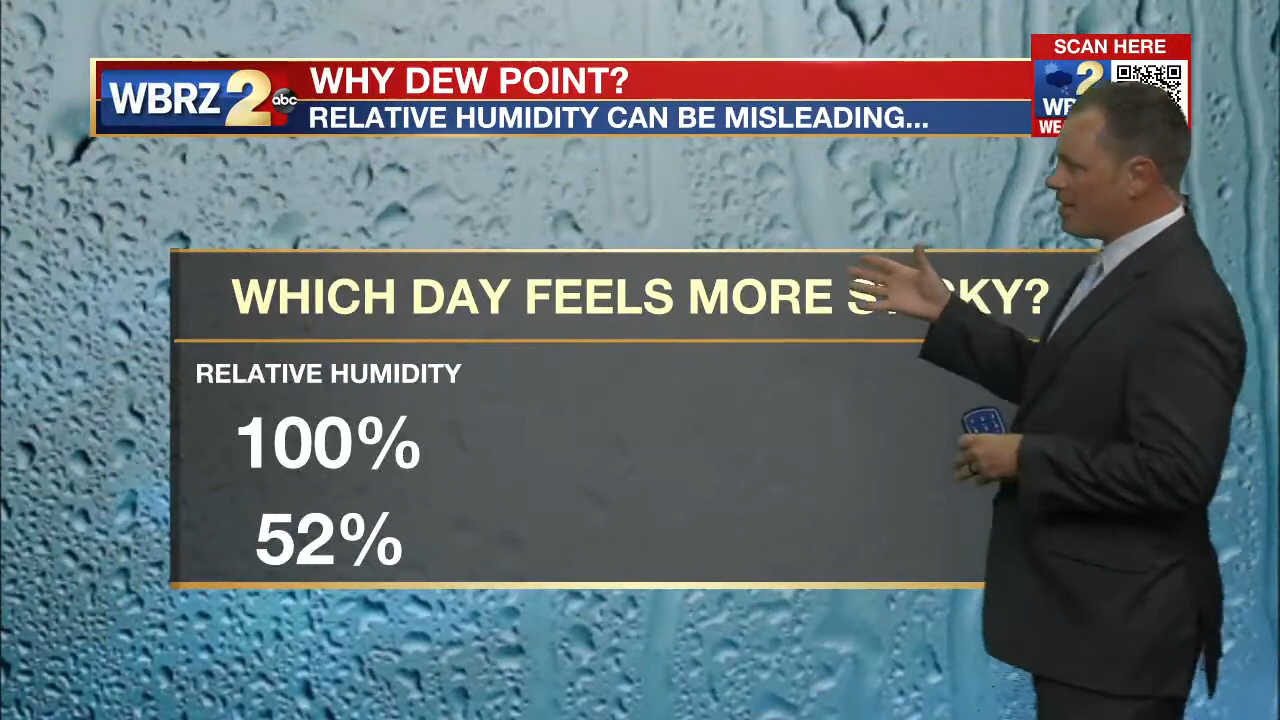 SCAN HERE
WBRZ 2 abc
WHY DEW POINT?
RELATIVE HUMIDITY CAN BE MISLEADING...
2
WHICH DAY FEELS MORE
RELATIVE HUMIDITY
100%
52%